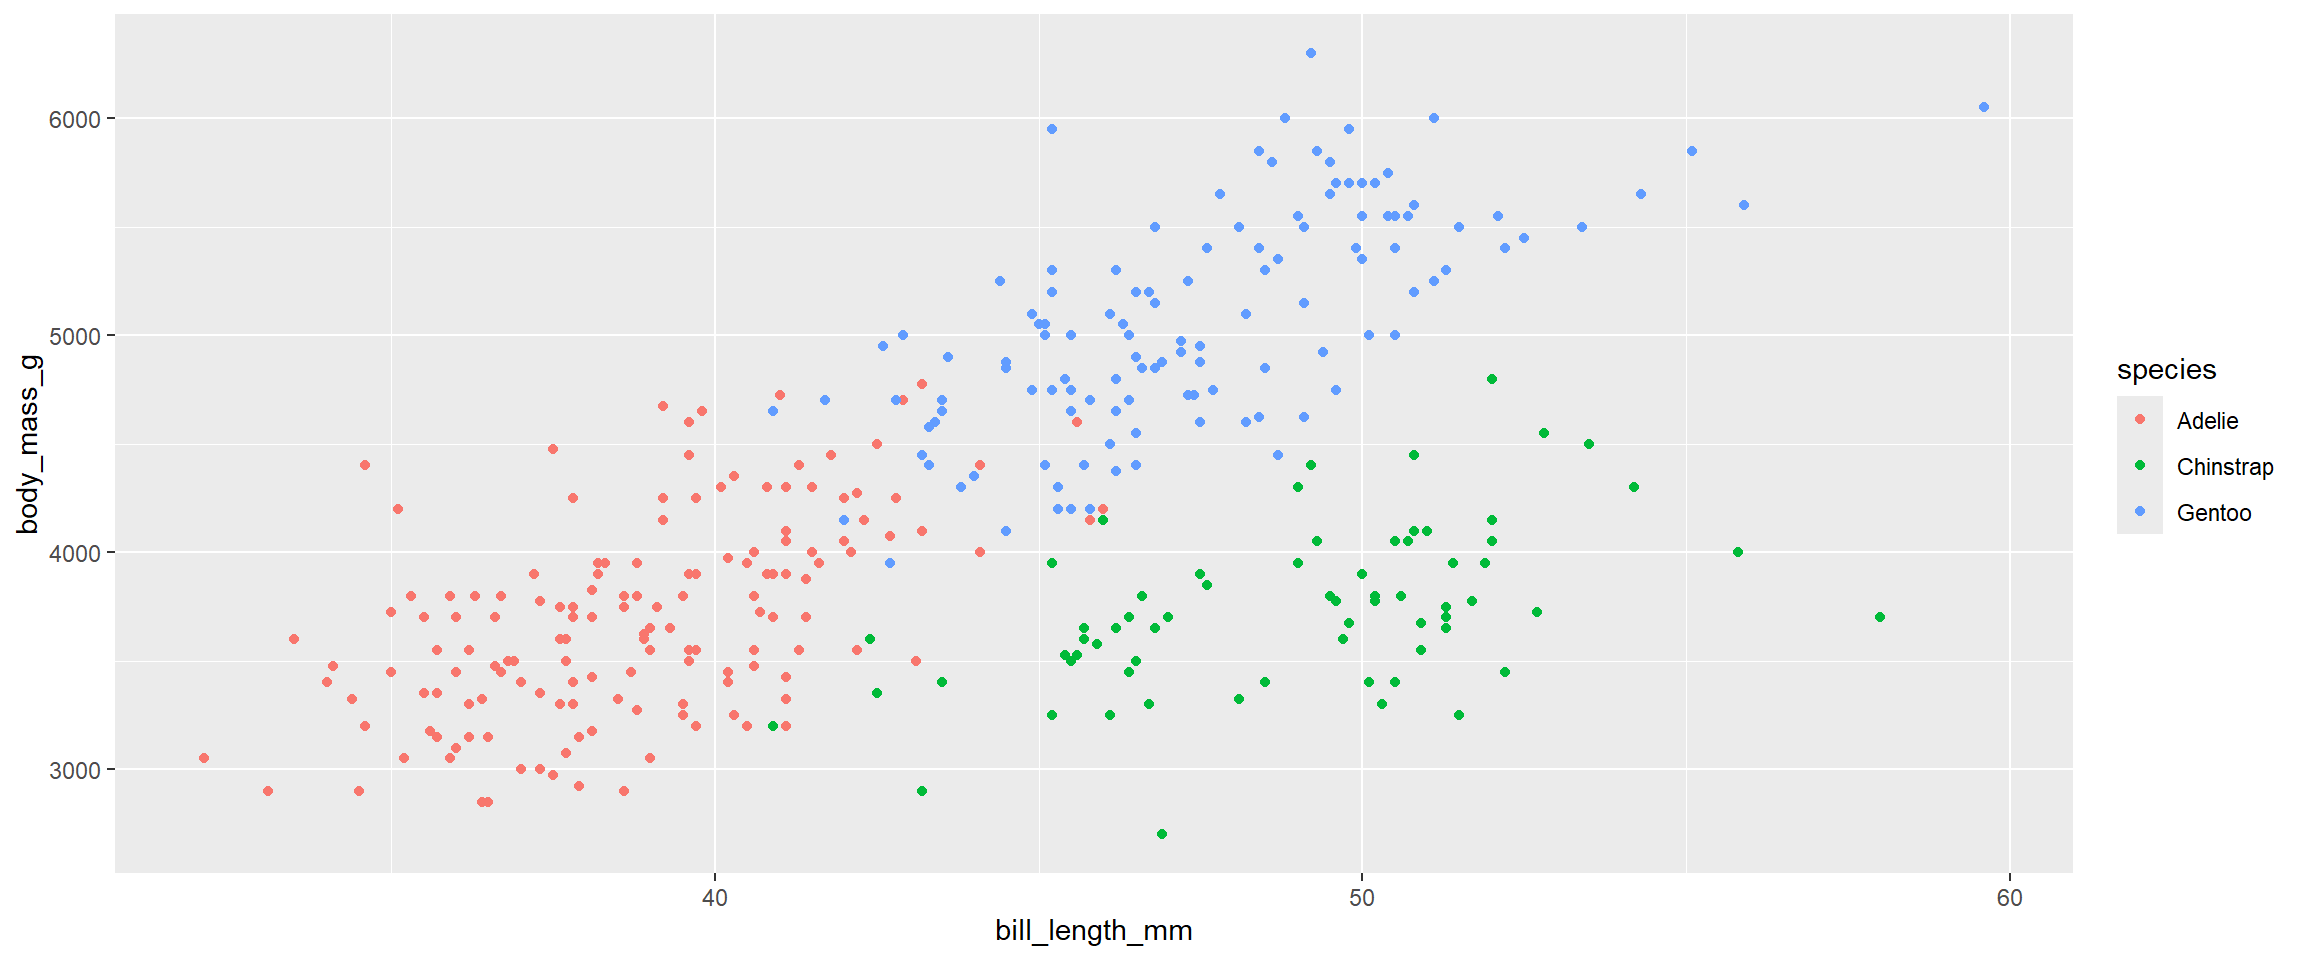 6000
5000
4000
3000
body_mass_g
40
50
60
bill_length_mm
species
Adelie
Chinstrap
Gentoo